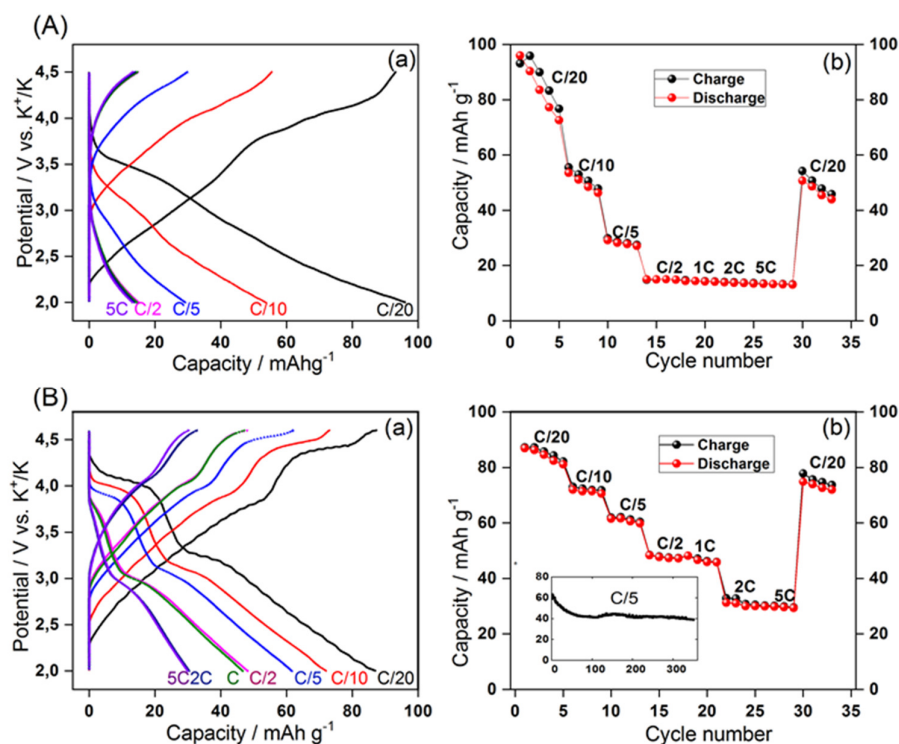 (A)
(a)
4,5
4,0
3,5
3,0
2,5
2,0
Potential / V vs. K⁺/K
5C C/2 C/5 C/10 C/20
0 20 40 60 80 100
Capacity / mAhg⁻¹
(b)
100
80
60
40
20
0
Capacity / mAh g⁻¹
C/20
Charge
Discharge
C/10
C/5
C/2 1C 2C 5C
C/20
100
80
60
40
20
0
0 5 10 15 20 25 30 35
Cycle number
(B)
(a)
4,5
4,0
3,5
3,0
2,5
2,0
Potential / V vs. K⁺/K
5C2C C C/2 C/5 C/10 C/20
0 20 40 60 80 100
Capacity / mAh g⁻¹
(b)
100
80
60
40
20
0
Capacity / mAh g⁻¹
C/20
Charge
Discharge
C/10
C/5
C/2 1C
2C 5C
C/20
80
60
40
20
0
C/5
0 100 200 300
100
80
60
40
20
0
0 5 10 15 20 25 30 35
Cycle number